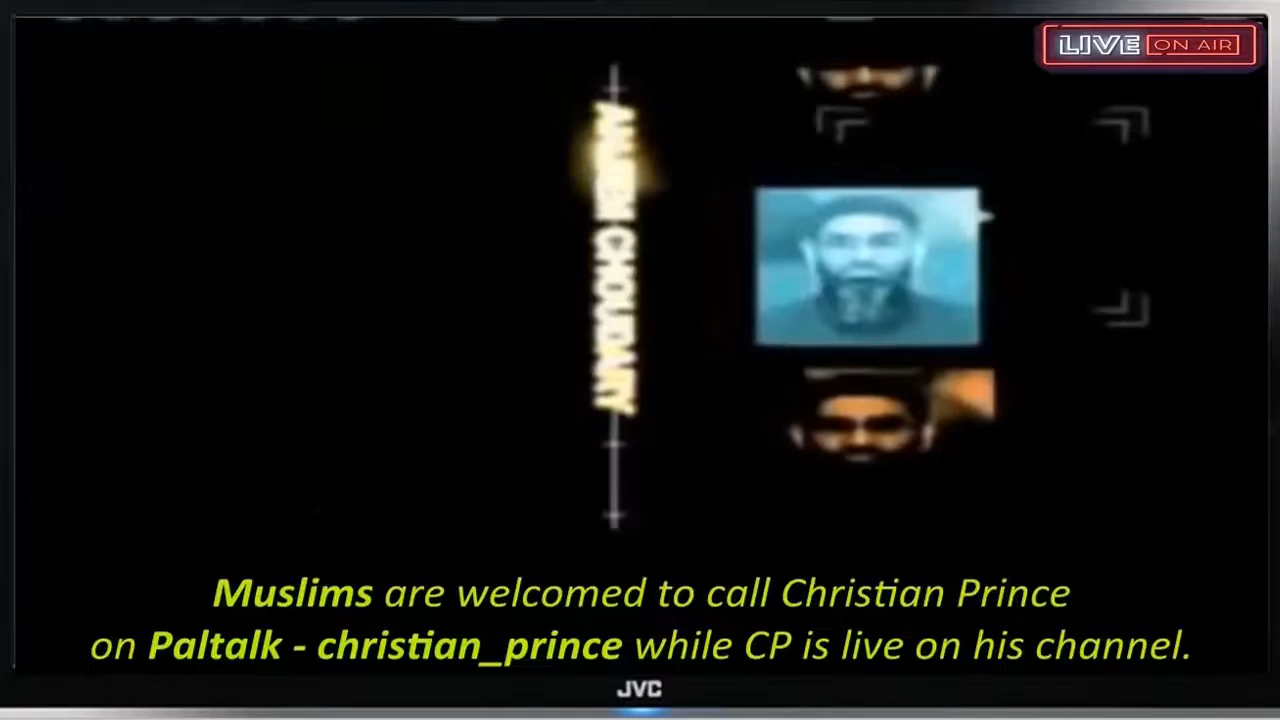 LIVE ON AIR
CHOUDARY
Muslims are welcomed to call Christian Prince
on Paltalk - christian_prince while CP is live on his channel.
JVC